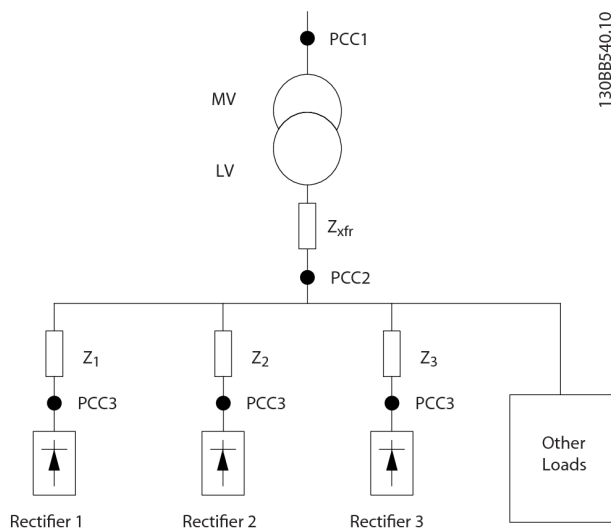 130BB540.10
PCC1
MV
LV
Zxfr
PCC2
Z1
Z2
Z3
PCC3
PCC3
PCC3
Other
Loads
Rectifier 1
Rectifier 2
Rectifier 3